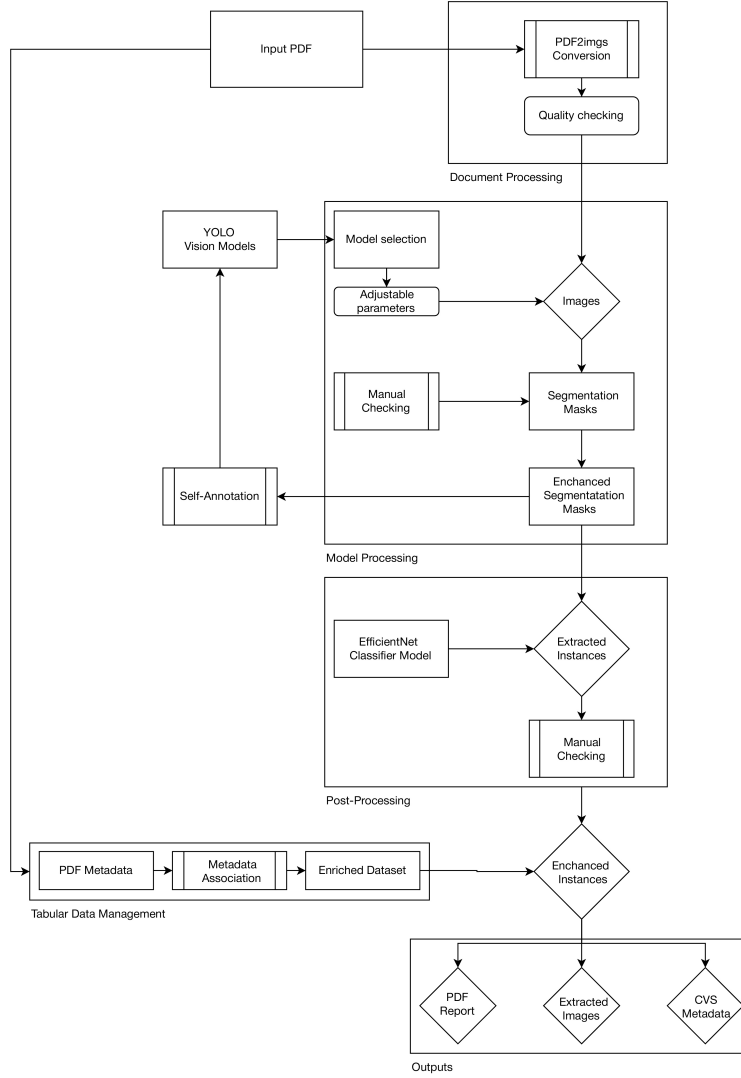 Input PDF
PDF2imgs
Conversion
Quality checking
Document Processing
YOLO
Vision Models
Model selection
Adjustable
parameters
Images
Manual
Checking
Segmentation
Masks
Self-Annotation
Enchanced
Segmentatation
Masks
Model Processing
EfficientNet
Classifier Model
Extracted
Instances
Manual
Checking
Post-Processing
PDF Metadata
Metadata
Association
Enriched Dataset
Enchanced
Instances
Tabular Data Management
PDF
Report
Extracted
Images
CVS
Metadata
Outputs